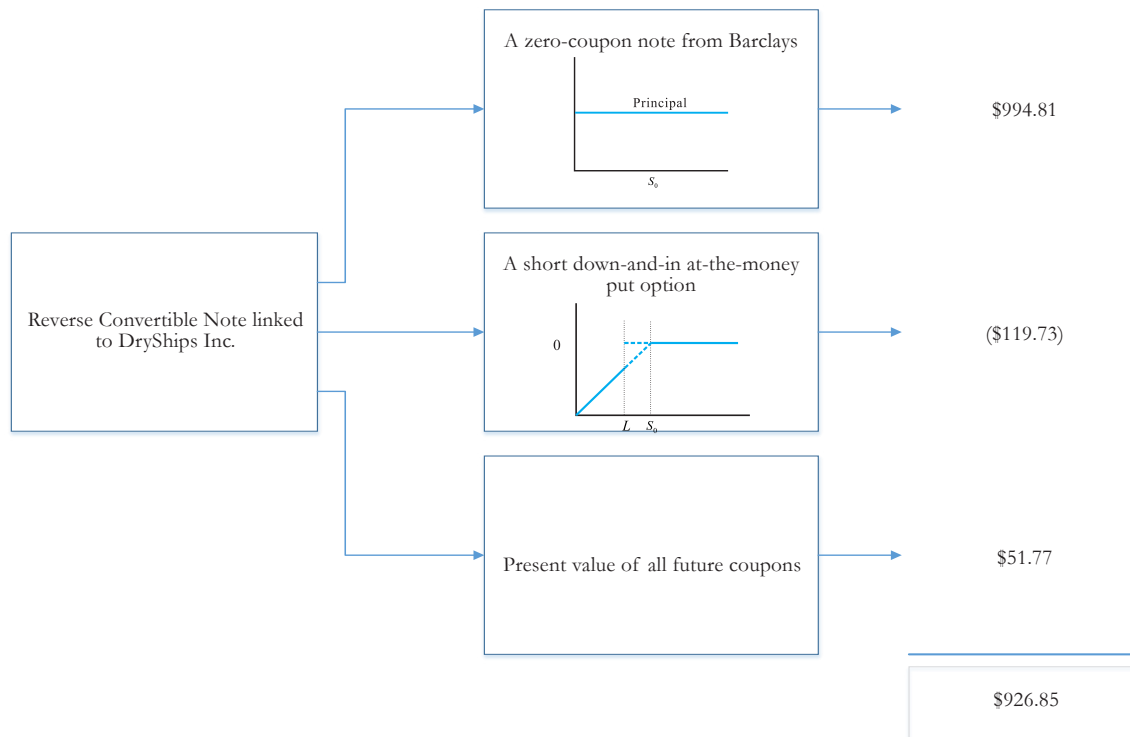 A zero-coupon note from Barclays
Principal
S₀
$994.81
Reverse Convertible Note linked
to DryShips Inc.
A short down-and-in at-the-money
put option
0
L S₀
($119.73)
Present value of all future coupons
$51.77
$926.85